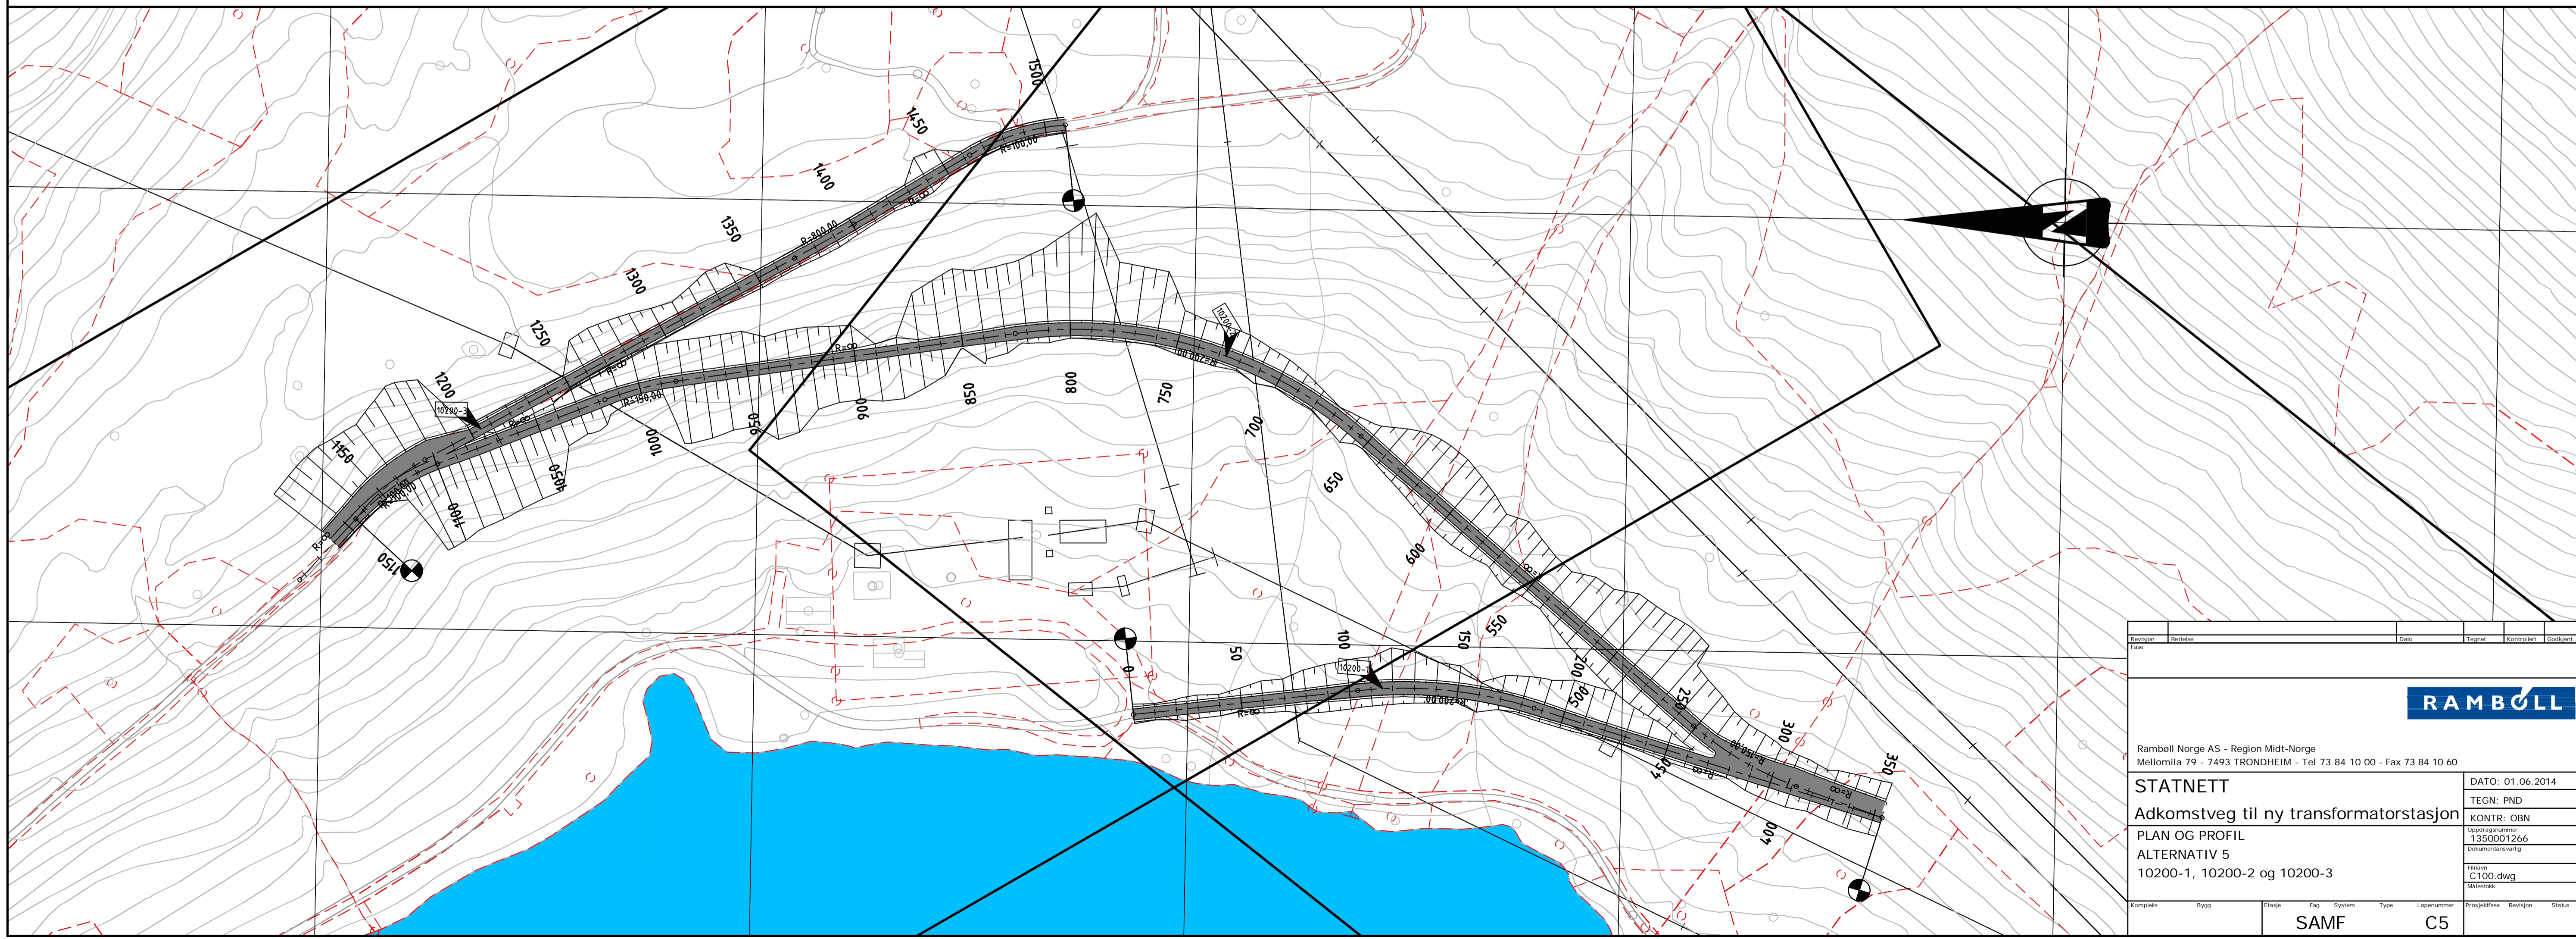 1500
1450
R=100,00
1400
R=∞
1350
R=800,00
1300
1250
R=∞
1200
10200-3
R=∞
R=150,00
R=∞
1150
R=∞
1150
1100
1050
1000
950
900
850
800
750
700
650
600
550
500
450
400
R=200,00
R=∞
0
50
100
150
200
250
300
350
10200-1
R=∞
R=200,00
R=∞
R=150,00
R=∞
N
Revisjon Rettelse Dato Tegnet Kontrollert Godkjent
Fase
RAMBOLL
Rambøll Norge AS - Region Midt-Norge
Mellomila 79 - 7493 TRONDHEIM - Tel 73 84 10 00 - Fax 73 84 10 60
STATNETT
Adkomstveg til ny transformatorstasjon
PLAN OG PROFIL
ALTERNATIV 5
10200-1, 10200-2 og 10200-3
DATO: 01.06.2014
TEGN: PND
KONTR: OBN
Oppdragsnummer
1350001266
Dokumentansvarlig
Filnavn
C100.dwg
Målestokk
Kompleks Bygg Etasje Fag System Type Løpenummer Prosjektfase Revisjon Status
SAMF C5